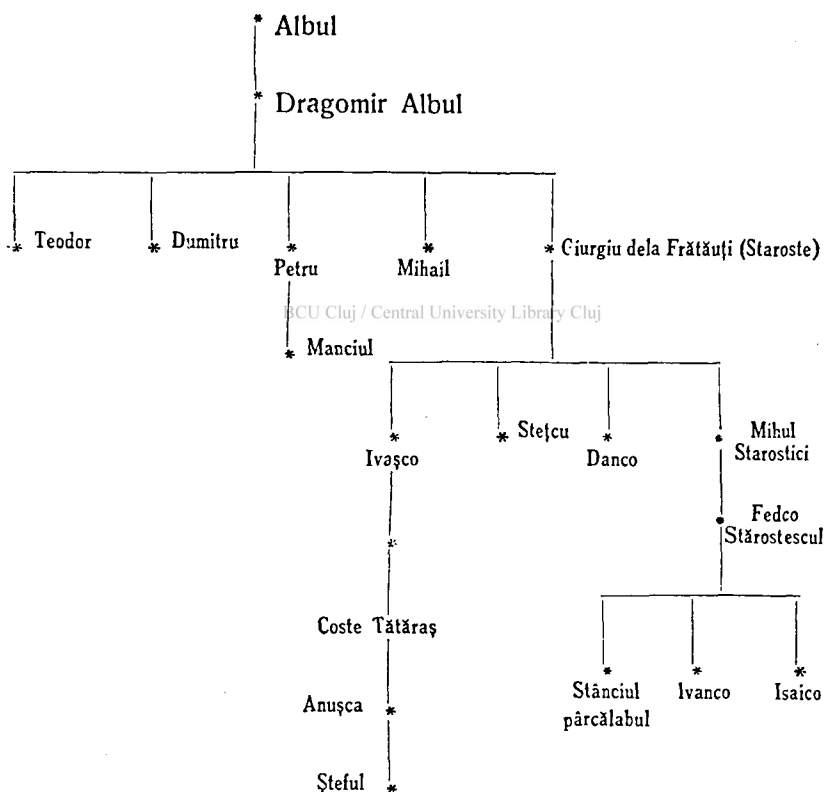 Albul
Dragomir Albul
Teodor
Dumitru
Petru
Mihail
Giurgiu dela Frătăuți (Staroste)
BCU Cluj / Central University Library Cluj
Manciul
Ivașco
Stețcu
Danco
Mihul
Starostici
Fedco
Stărostescul
Coste Tătăraș
Stânciul
pârcălabul
Ivanco
Isaico
Anușca
Șteful